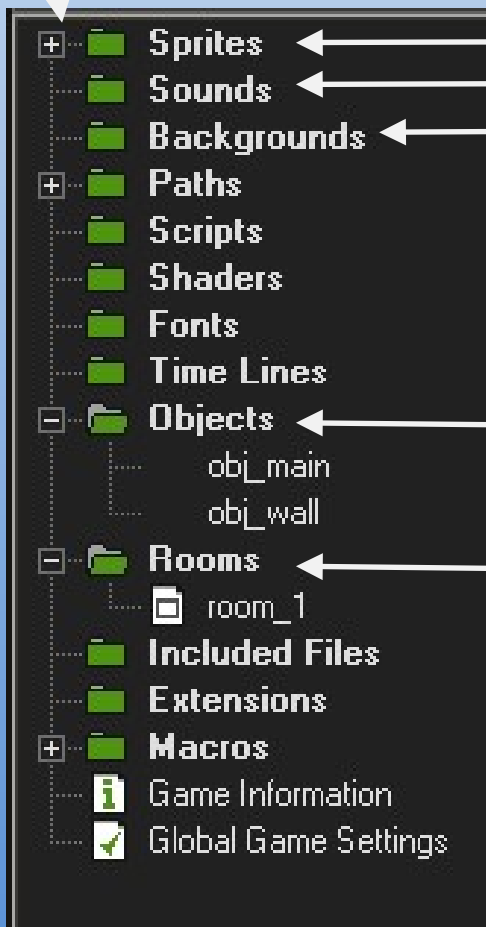 Sprites
Sounds
Backgrounds
Paths
Scripts
Shaders
Fonts
Time Lines
Objects
obj_main
obj_wall
Rooms
room_1
Included Files
Extensions
Macros
Game Information
Global Game Settings